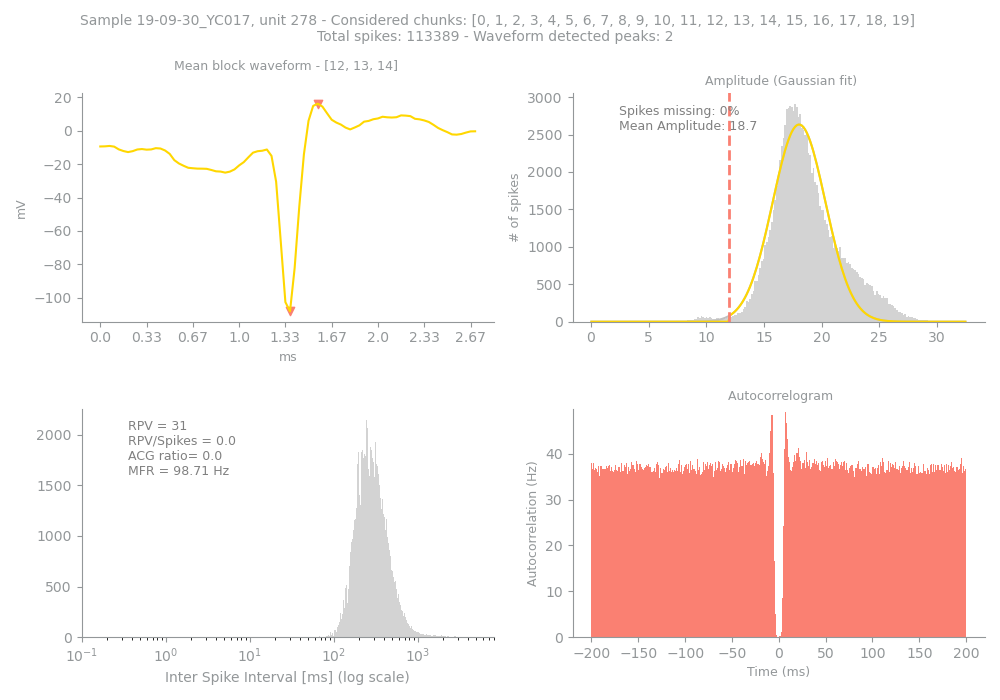 Sample 19-09-30_YC017, unit 278 - Considered chunks: [0, 1, 2, 3, 4, 5, 6, 7, 8, 9, 10, 11, 12, 13, 14, 15, 16, 17, 18, 19]
Total spikes: 113389 - Waveform detected peaks: 2
Mean block waveform - [12, 13, 14]
20
0
−20
−40
−60
−80
−100
mV
0.0 0.33 0.67 1.0 1.33 1.67 2.0 2.33 2.67
ms
Amplitude (Gaussian fit)
Spikes missing: 0%
Mean Amplitude: 18.7
3000
2500
2000
1500
1000
500
0
# of spikes
0 5 10 15 20 25 30
RPV = 31
RPV/Spikes = 0.0
ACG ratio= 0.0
MFR = 98.71 Hz
2000
1500
1000
500
0
10⁻¹ 10⁰ 10¹ 10² 10³
Inter Spike Interval [ms] (log scale)
Autocorrelogram
40
30
20
10
0
Autocorrelation (Hz)
−200 −150 −100 −50 0 50 100 150 200
Time (ms)